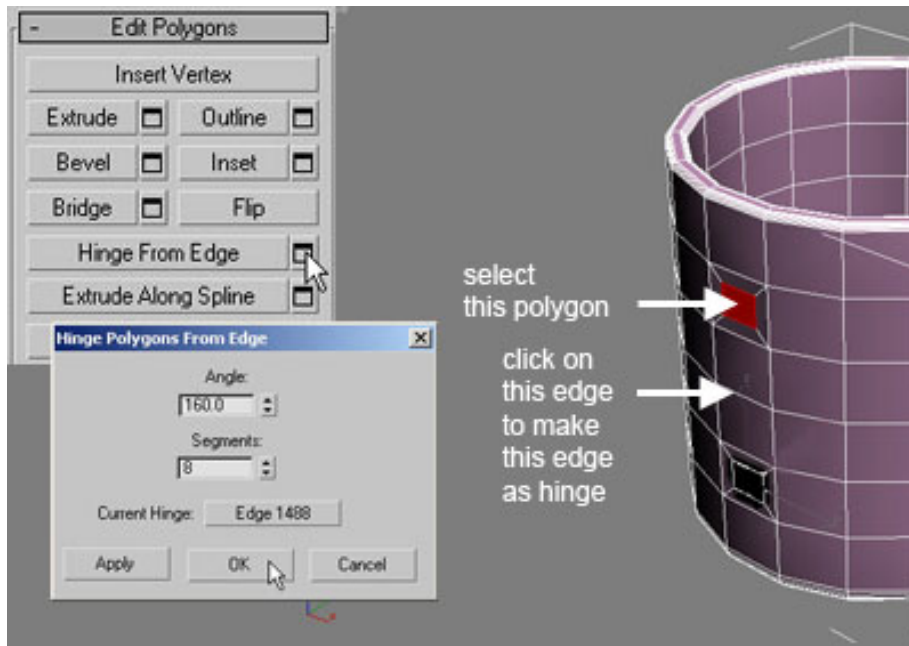 - Edit Polygons
Insert Vertex
Extrude Outline
Bevel Inset
Bridge Flip
Hinge From Edge
Extrude Along Spline
Hinge Polygons From Edge
Angle:
160.0
Segments:
8
Current Hinge: Edge 1488
Apply OK Cancel
select
this polygon
click on
this edge
to make
this edge
as hinge